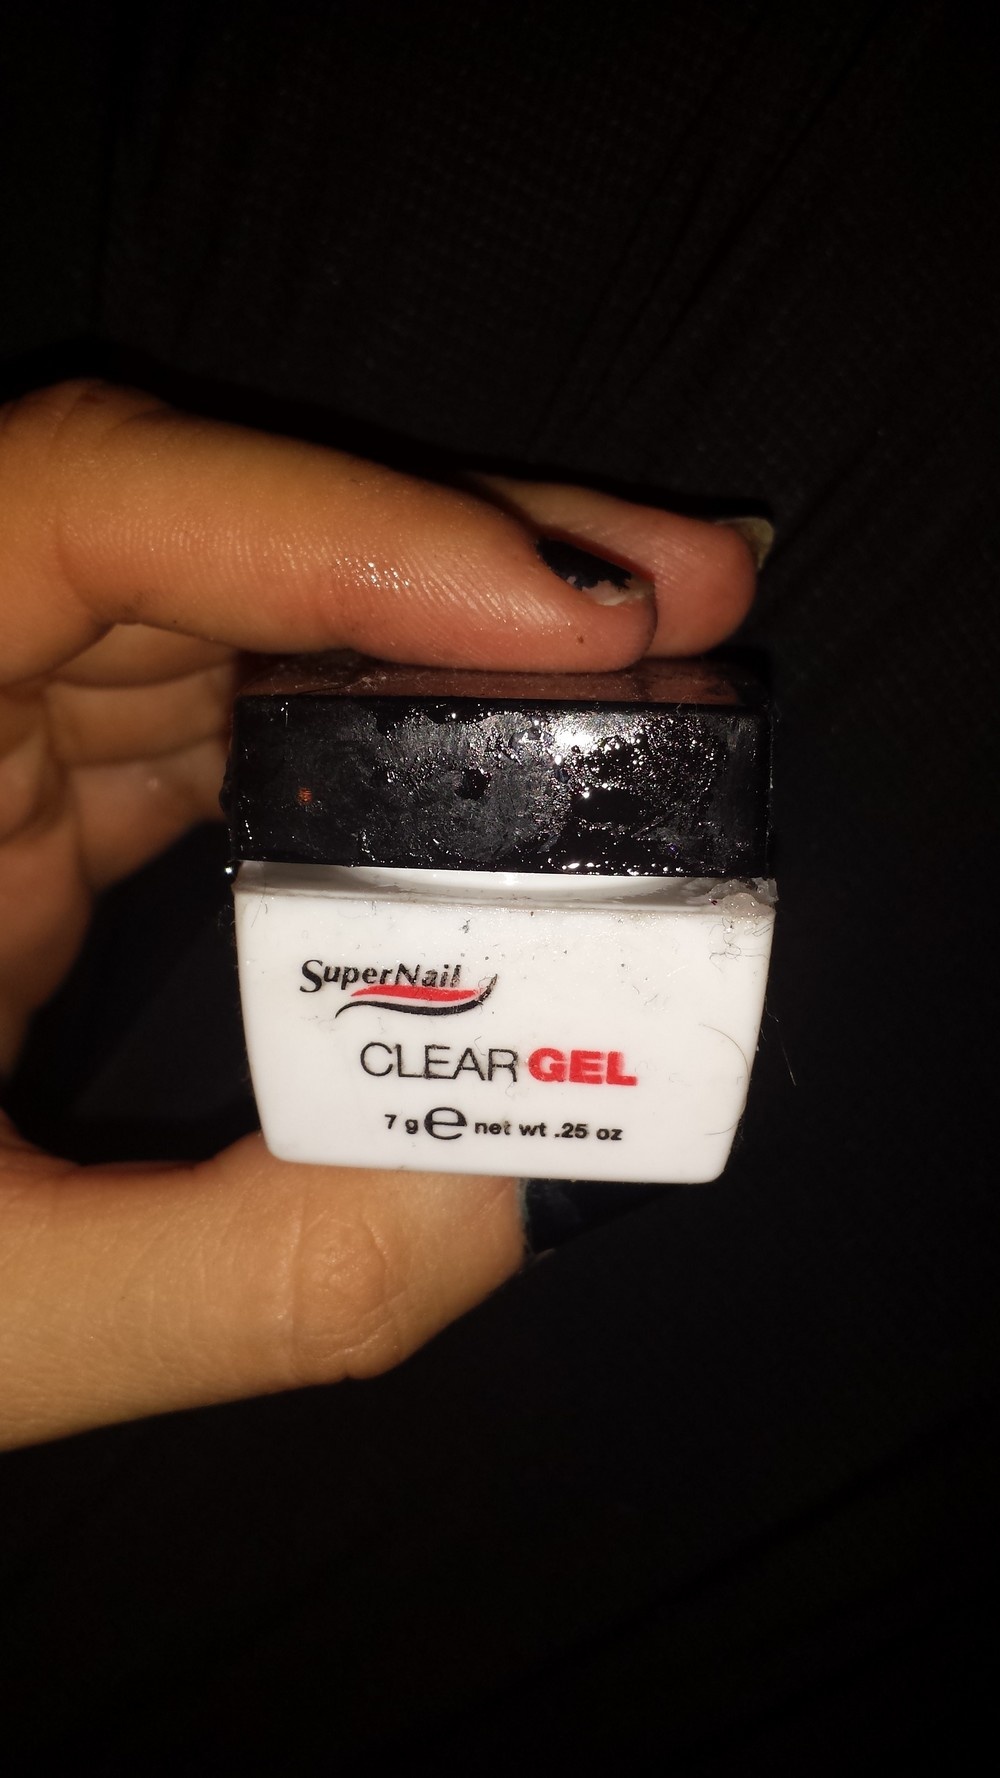 SuperNail
CLEAR GEL
7 g e net wt .25 oz